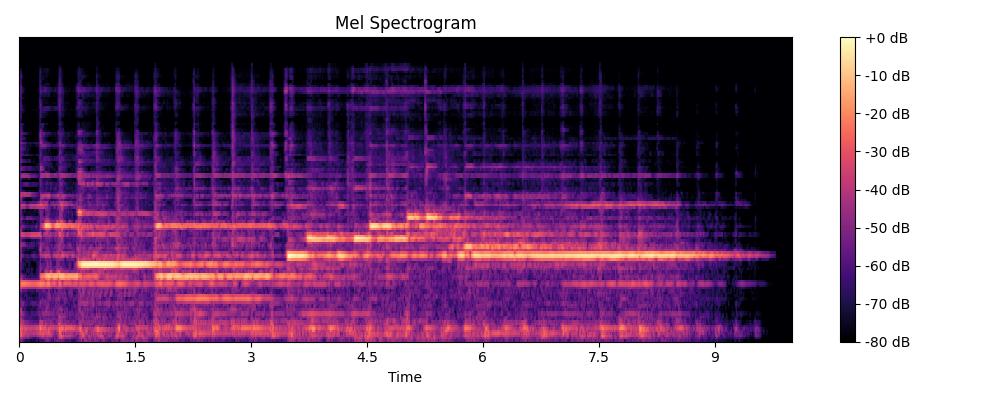 Mel Spectrogram
+0 dB
-10 dB
-20 dB
-30 dB
-40 dB
-50 dB
-60 dB
-70 dB
-80 dB
0 1.5 3 4.5 6 7.5 9
Time